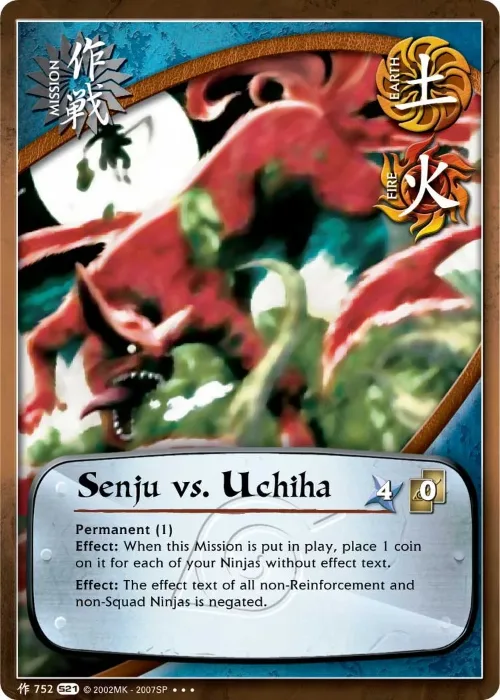 MISSION
作戦
EARTH
土
FIRE
火
Senju vs. Uchiha
4
0
Permanent (1)
Effect: When this Mission is put in play, place 1 coin
on it for each of your Ninjas without effect text.
Effect: The effect text of all non-Reinforcement and
non-Squad Ninjas is negated.
作 752 S21 © 2002MK - 2007SP